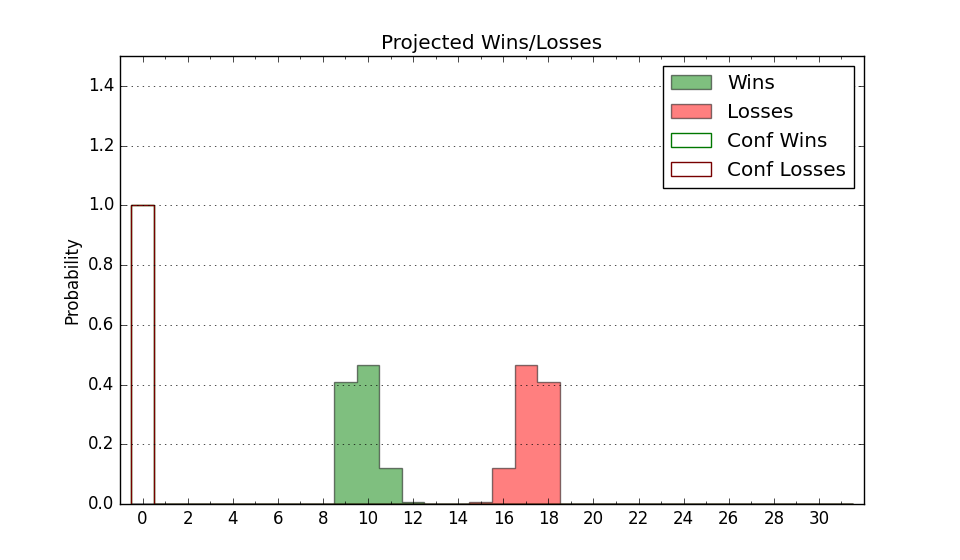 Projected Wins/Losses
Wins
Losses
Conf Wins
Conf Losses
Probability
1.4
1.2
1.0
0.8
0.6
0.4
0.2
0.0
0 2 4 6 8 10 12 14 16 18 20 22 24 26 28 30